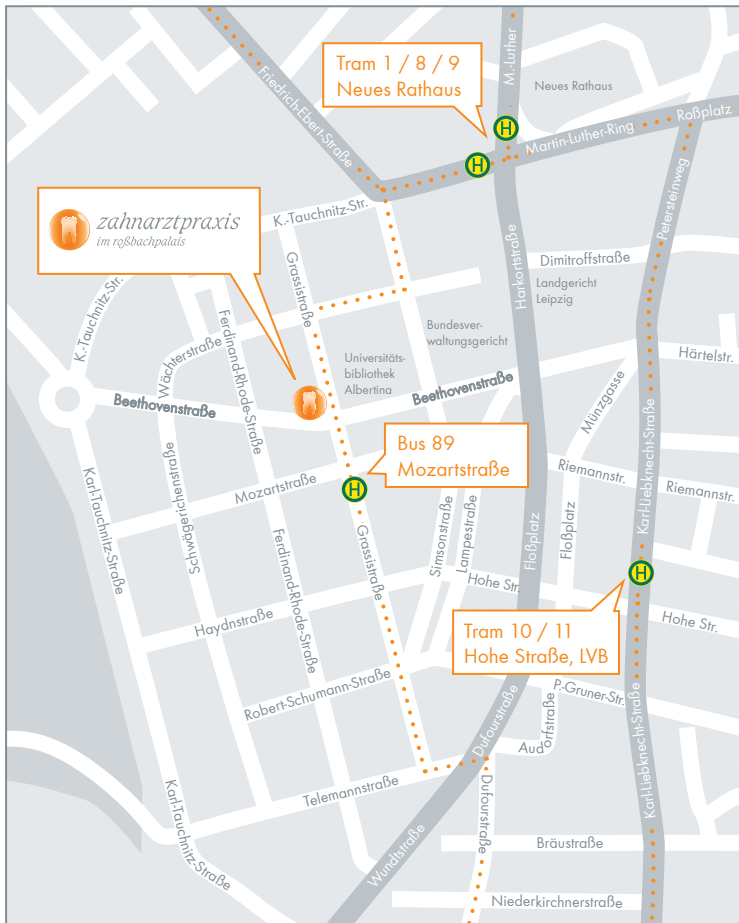 M.-Luther
Tram 1 / 8 / 9
Neues Rathaus
Neues Rathaus
Friedrich-Ebert-Straße
Roßplatz
Martin-Luther-Ring
Petersteinweg
zahnarztpraxis
im roßbachpalais
K.-Tauchnitz-Str.
K.-Tauchnitz-Str.
Grassistraße
Harkortstraße
Dimitroffstraße
Landgericht
Leipzig
Ferdinand-Rhode-Straße
Wächterstraße
Bundesver-
waltungsgericht
Universitäts-
bibliothek
Albertina
Härtelstr.
Beethovenstraße
Beethovenstraße
Münzgasse
Karl-Liebknecht-Straße
Bus 89
Mozartstraße
Mozartstraße
Riemannstr.
Riemannstr.
Karl-Tauchnitz-Straße
Schwägerichenstraße
Ferdinand-Rhode-Straße
Grassistraße
Simsonstraße
Lampestraße
Floßplatz
Floßplatz
Hohe Str.
Hohe Str.
Haydnstraße
Tram 10 / 11
Hohe Straße, LVB
Robert-Schumann-Straße
P.-Gruner-Str.
Dufourstraße
Audorfstraße
Karl-Liebknecht-Straße
Telemannstraße
Dufourstraße
Karl-Tauchnitz-Straße
Wundtstraße
Bräustraße
Niederkirchnerstraße
H
H
H
H